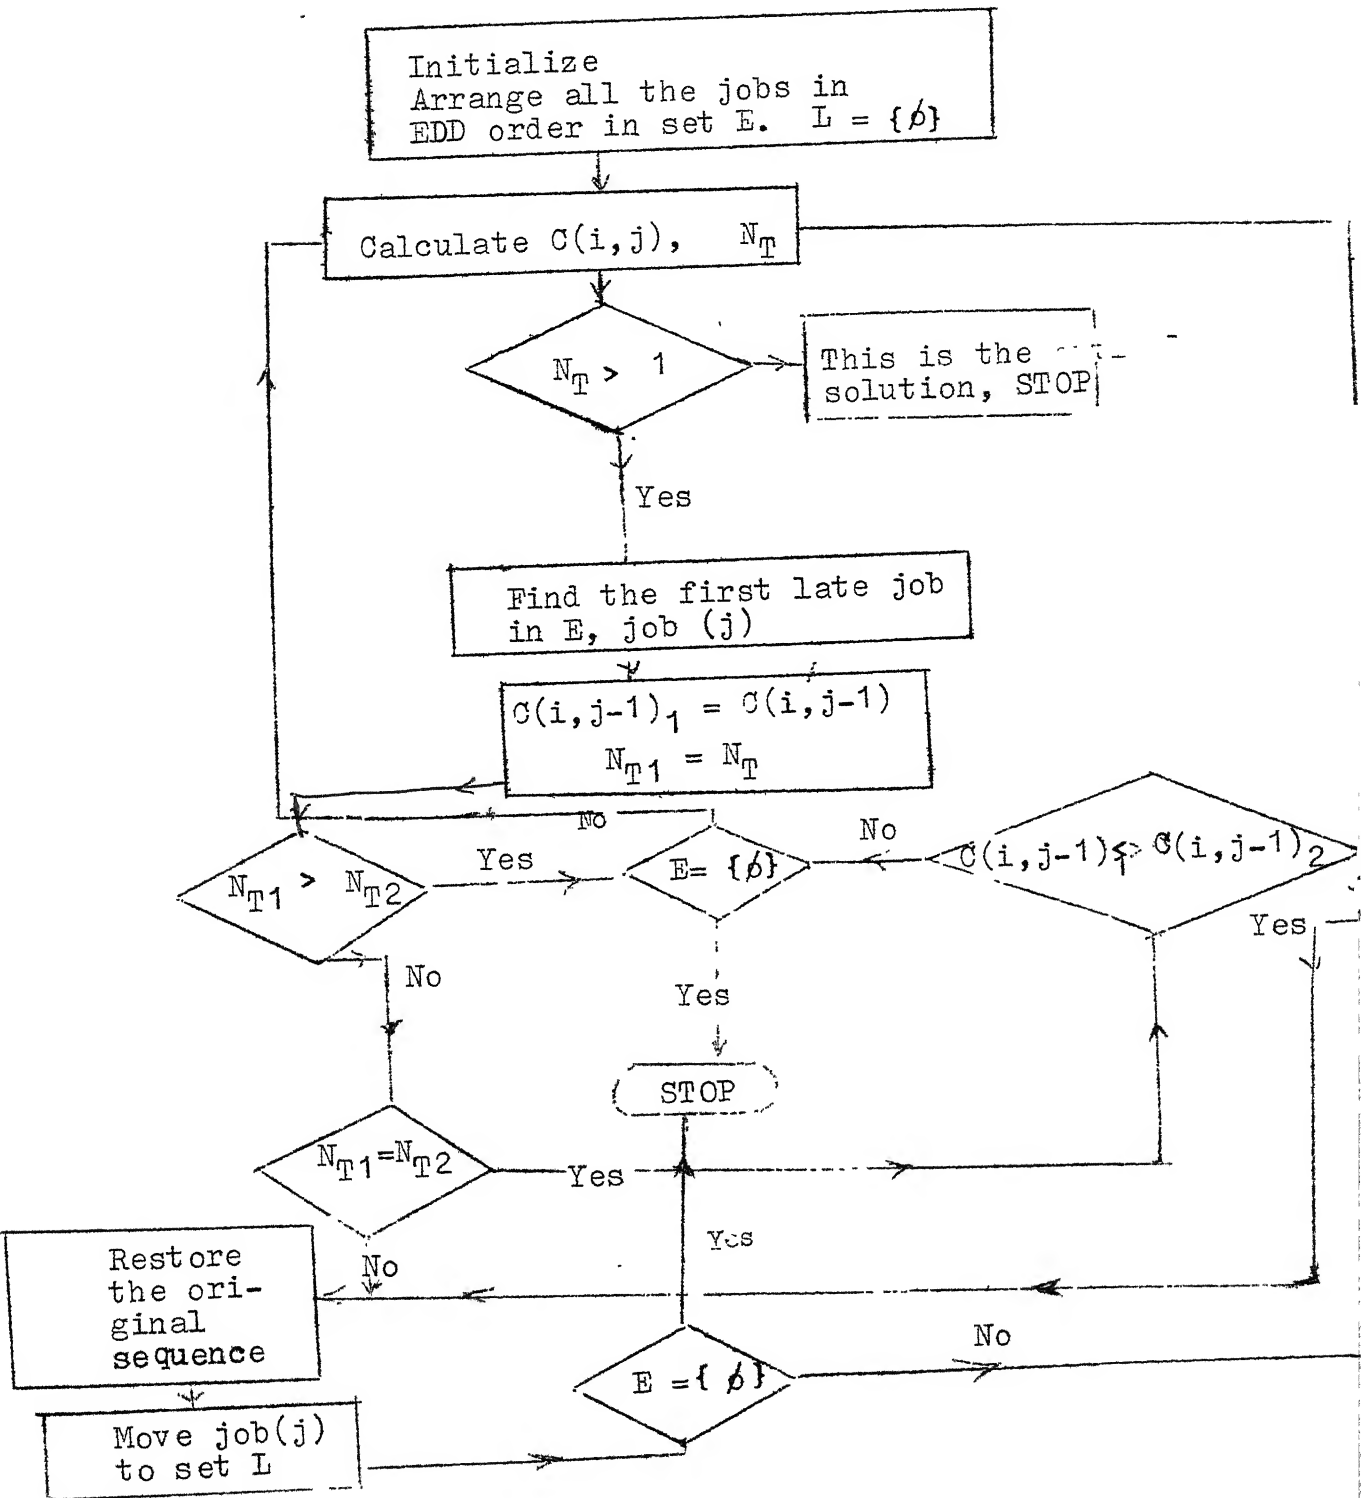 Initialize
Arrange all the jobs in
EDD order in set E. L = {ϕ}
Calculate C(i,j), N_T
N_T > 1
This is the
solution, STOP
Yes
Find the first late job
in E, job (j)
C(i,j-1)_1 = C(i,j-1)
N_T1 = N_T
No
N_T1 > N_T2
Yes
E= {ϕ}
No
C(i,j-1) C(i,j-1)_2
Yes
No
Yes
STOP
N_T1=N_T2
Yes
Yes
No
Restore
the ori-
ginal
sequence
E ={ ϕ}
No
Move job(j)
to set L